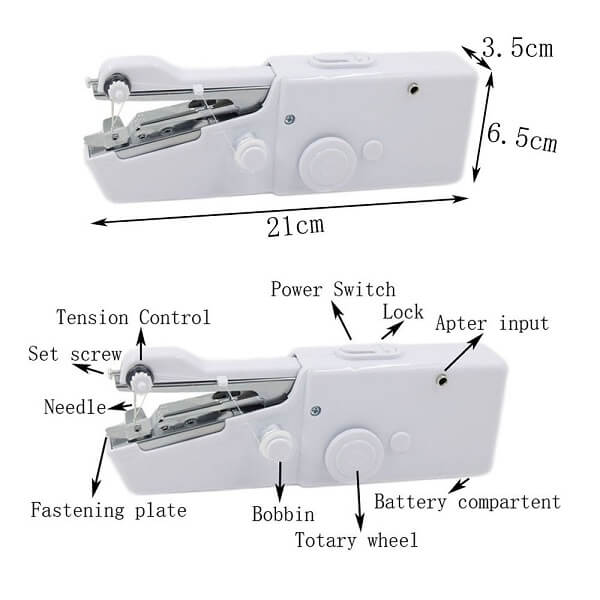 3.5cm
6.5cm
21cm
Power Switch
Lock
Tension Control
Apter input
Set screw
Needle
Fastening plate
Bobbin
Battery compartent
Totary wheel